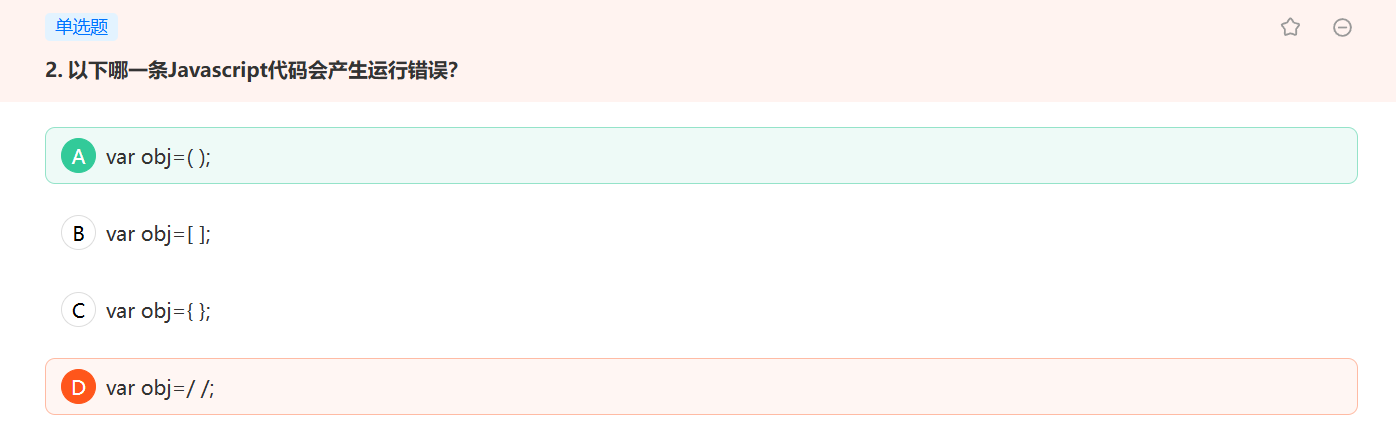 单选题
2. 以下哪一条Javascript代码会产生运行错误?
A var obj=( );
B var obj=[ ];
C var obj={ };
D var obj=/ /;